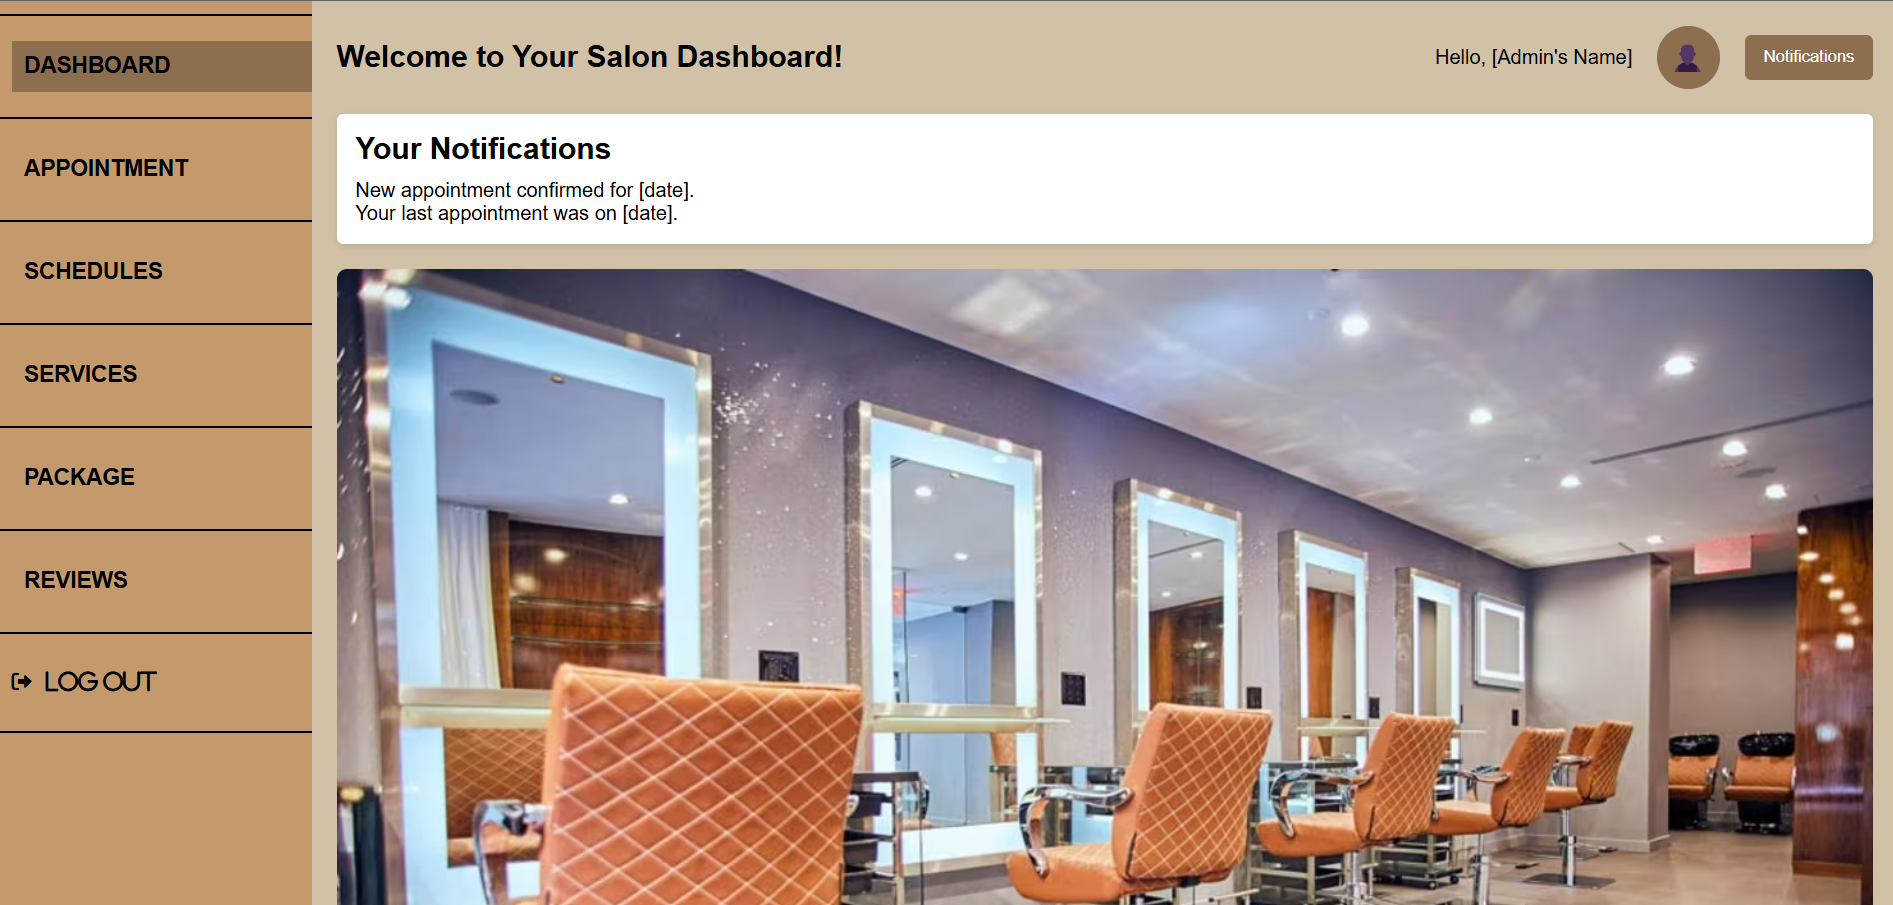 DASHBOARD
APPOINTMENT
SCHEDULES
SERVICES
PACKAGE
REVIEWS
LOG OUT
Welcome to Your Salon Dashboard!
Hello, [Admin's Name]
Notifications
Your Notifications
New appointment confirmed for [date].
Your last appointment was on [date].